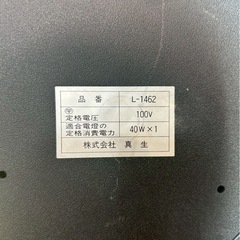 品番 L-1462
定格電圧 100V
適合電燈の
定格消費電力 40W×1
株式会社 真生